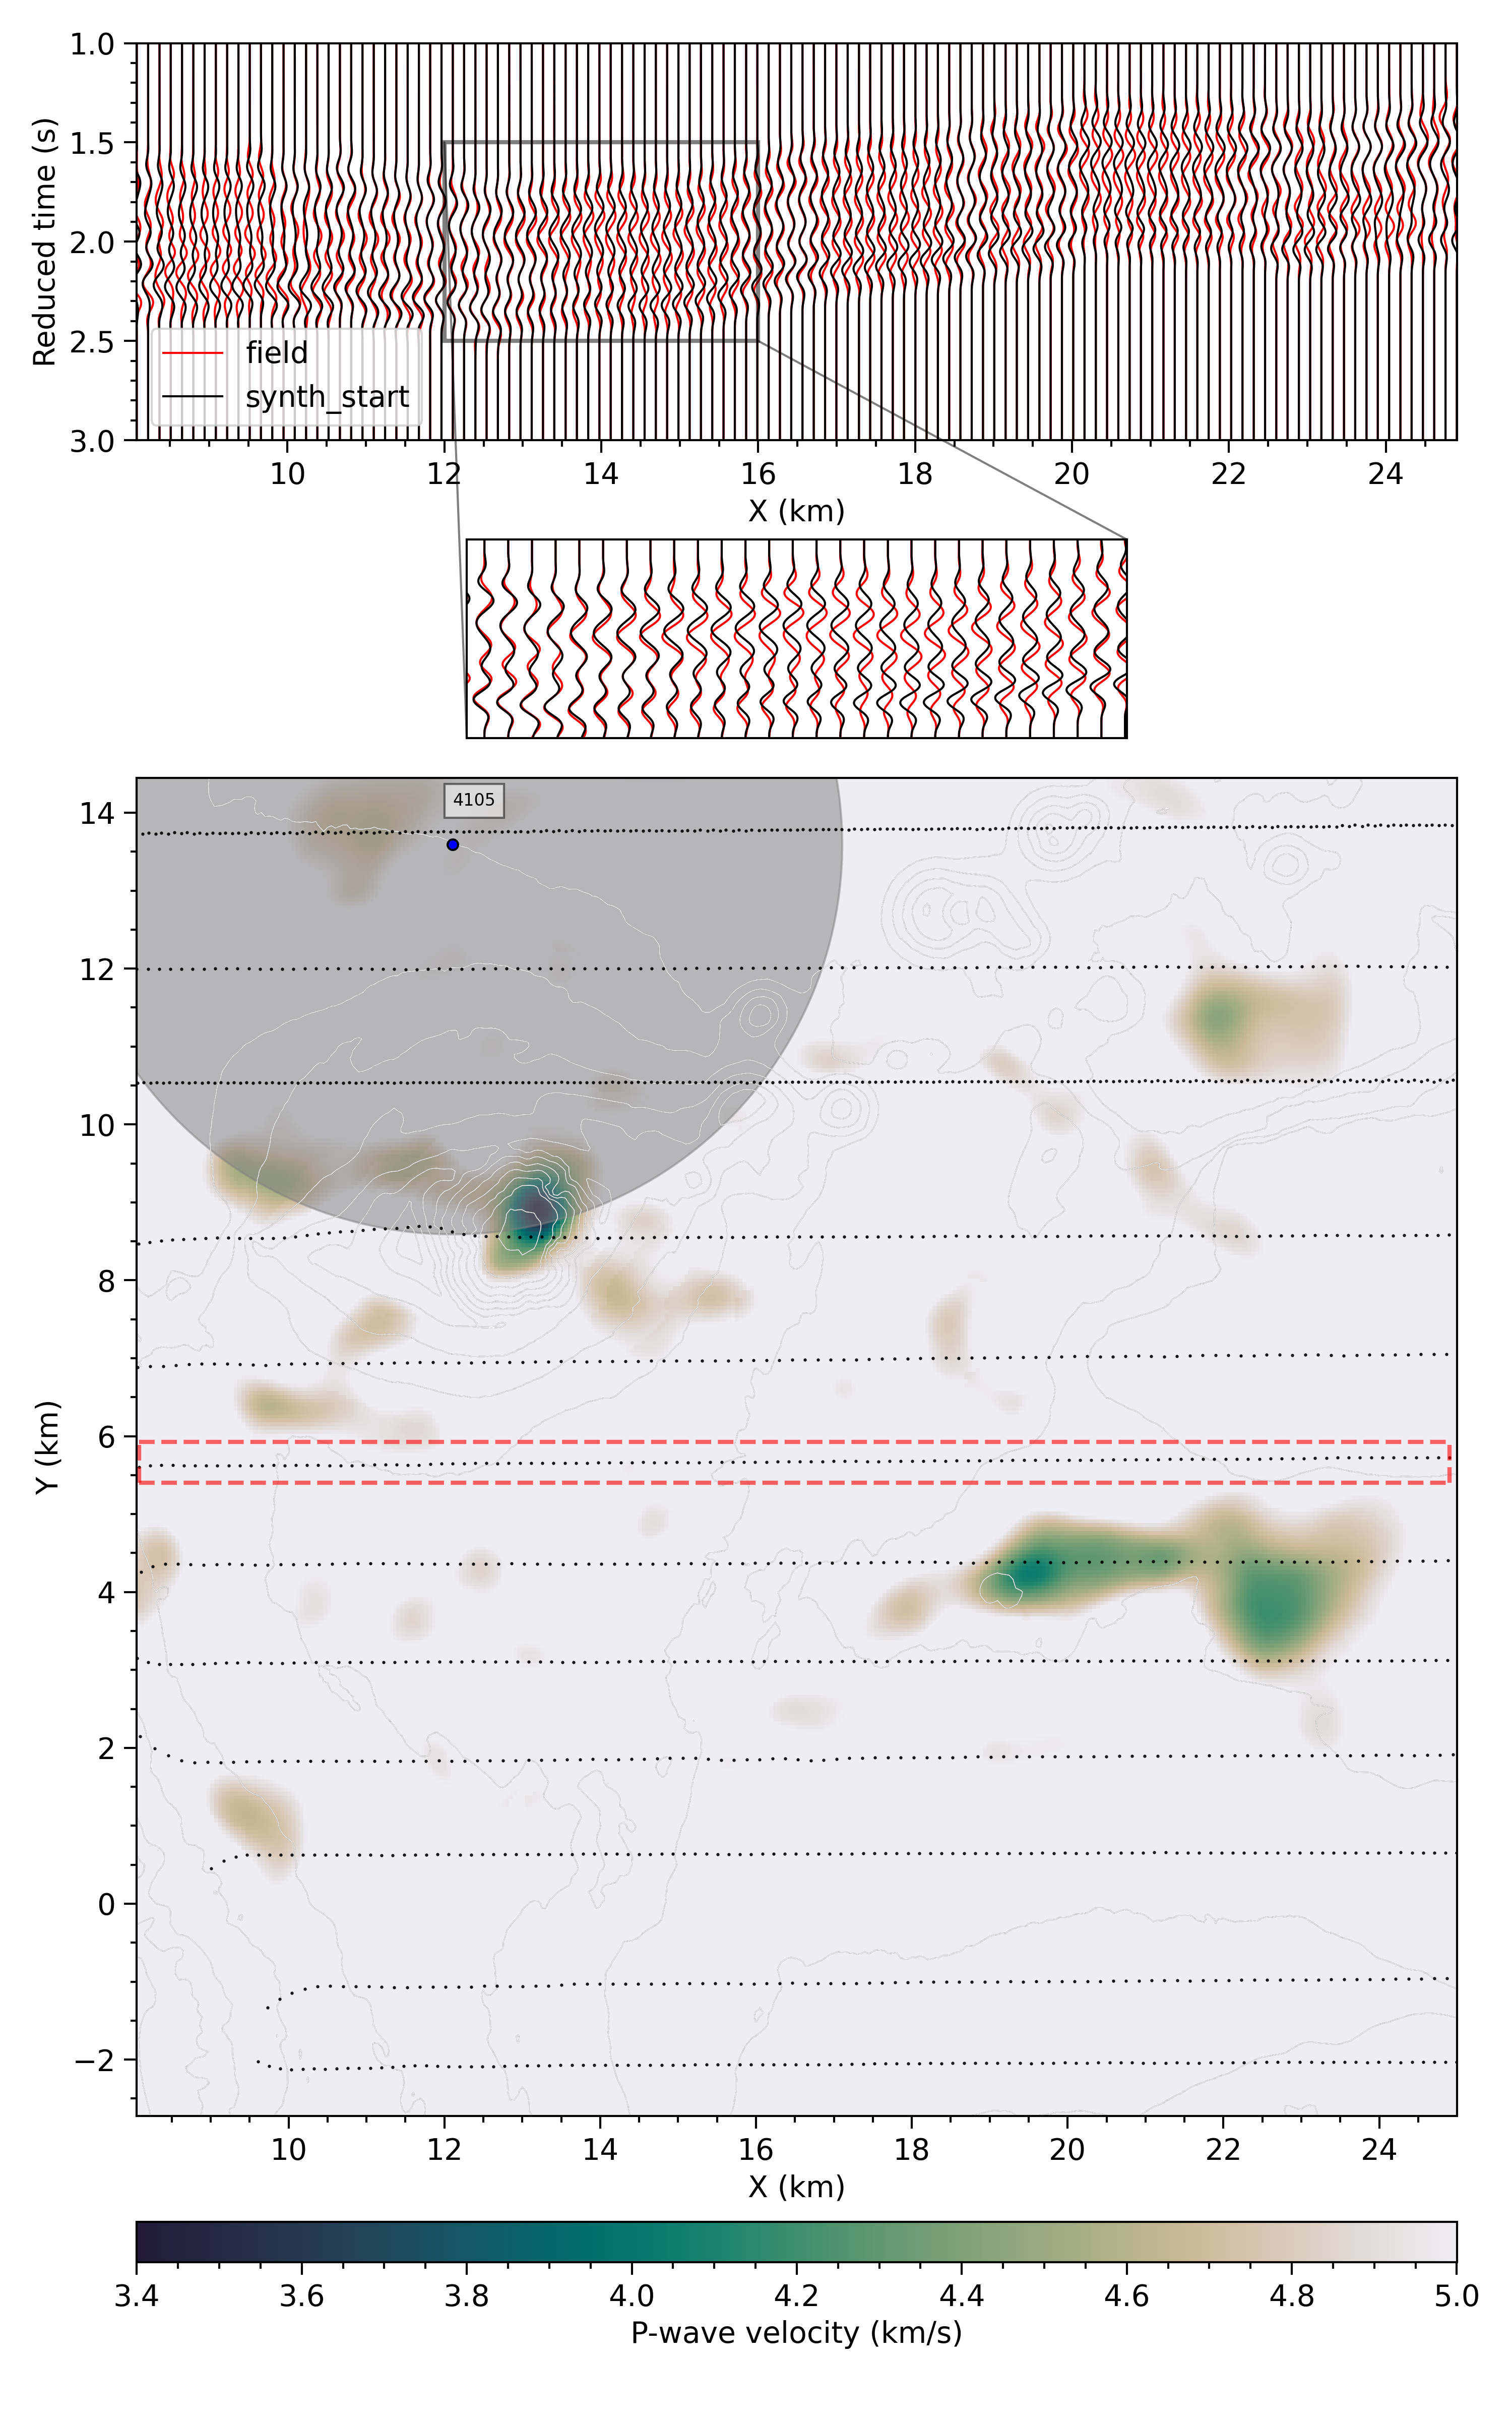 1.0
1.5
2.0
2.5
3.0
Reduced time (s)
field
synth_start
10 12 14 16 18 20 22 24
X (km)
4105
14
12
10
8
6
4
2
0
−2
Y (km)
10 12 14 16 18 20 22 24
X (km)
3.4 3.6 3.8 4.0 4.2 4.4 4.6 4.8 5.0
P-wave velocity (km/s)